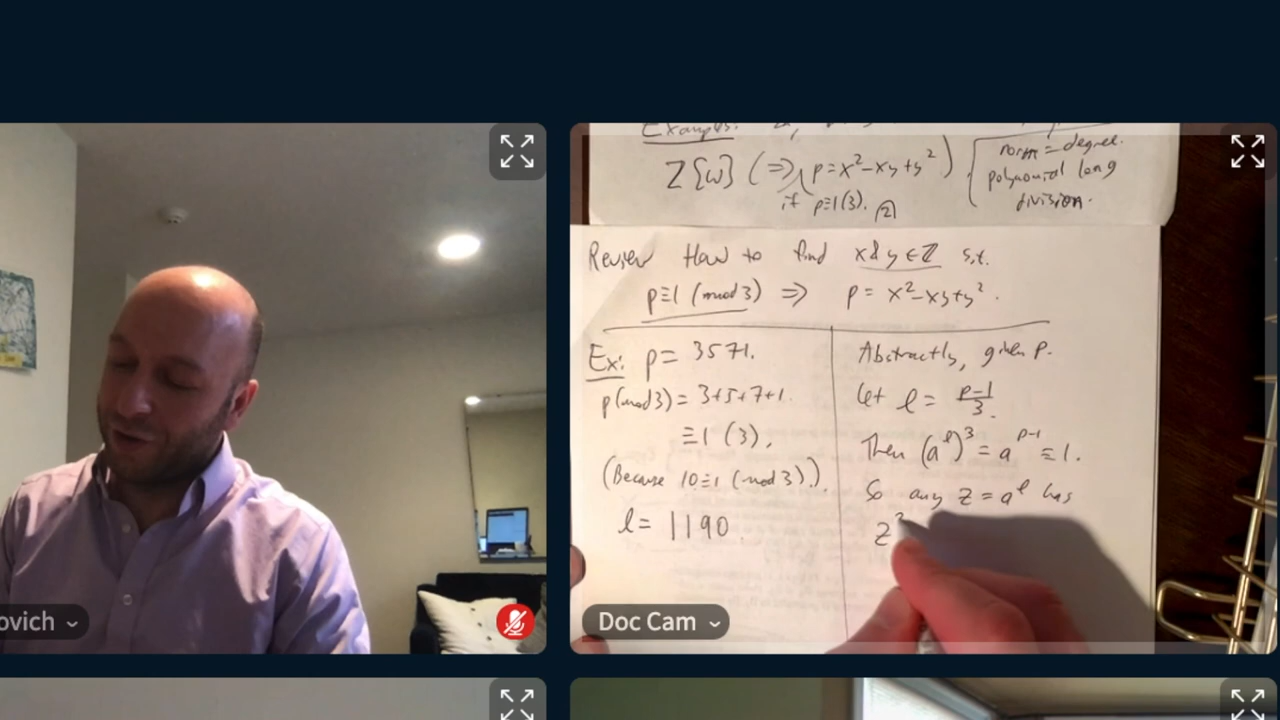 ovich
Examples:
Z[ω] (⇒ p=x²-xy+y²)
if p≡1(3). (2)
norm = degree.
polynomial long
division.
Review How to find x & y ∈ ℤ s.t.
p≡1 (mod 3) ⇒ p = x²-xy+y².
Ex: p= 3571.
p(mod 3) = 3+5+7+1.
≡1 (3).
(Because 10≡1 (mod 3).).
l = 1190
Abstractly, given p.
Let l = (p-1)/3.
Then (a^l)³ = a^(p-1) ≡ 1.
So any z = a^l has
z³
Doc Cam